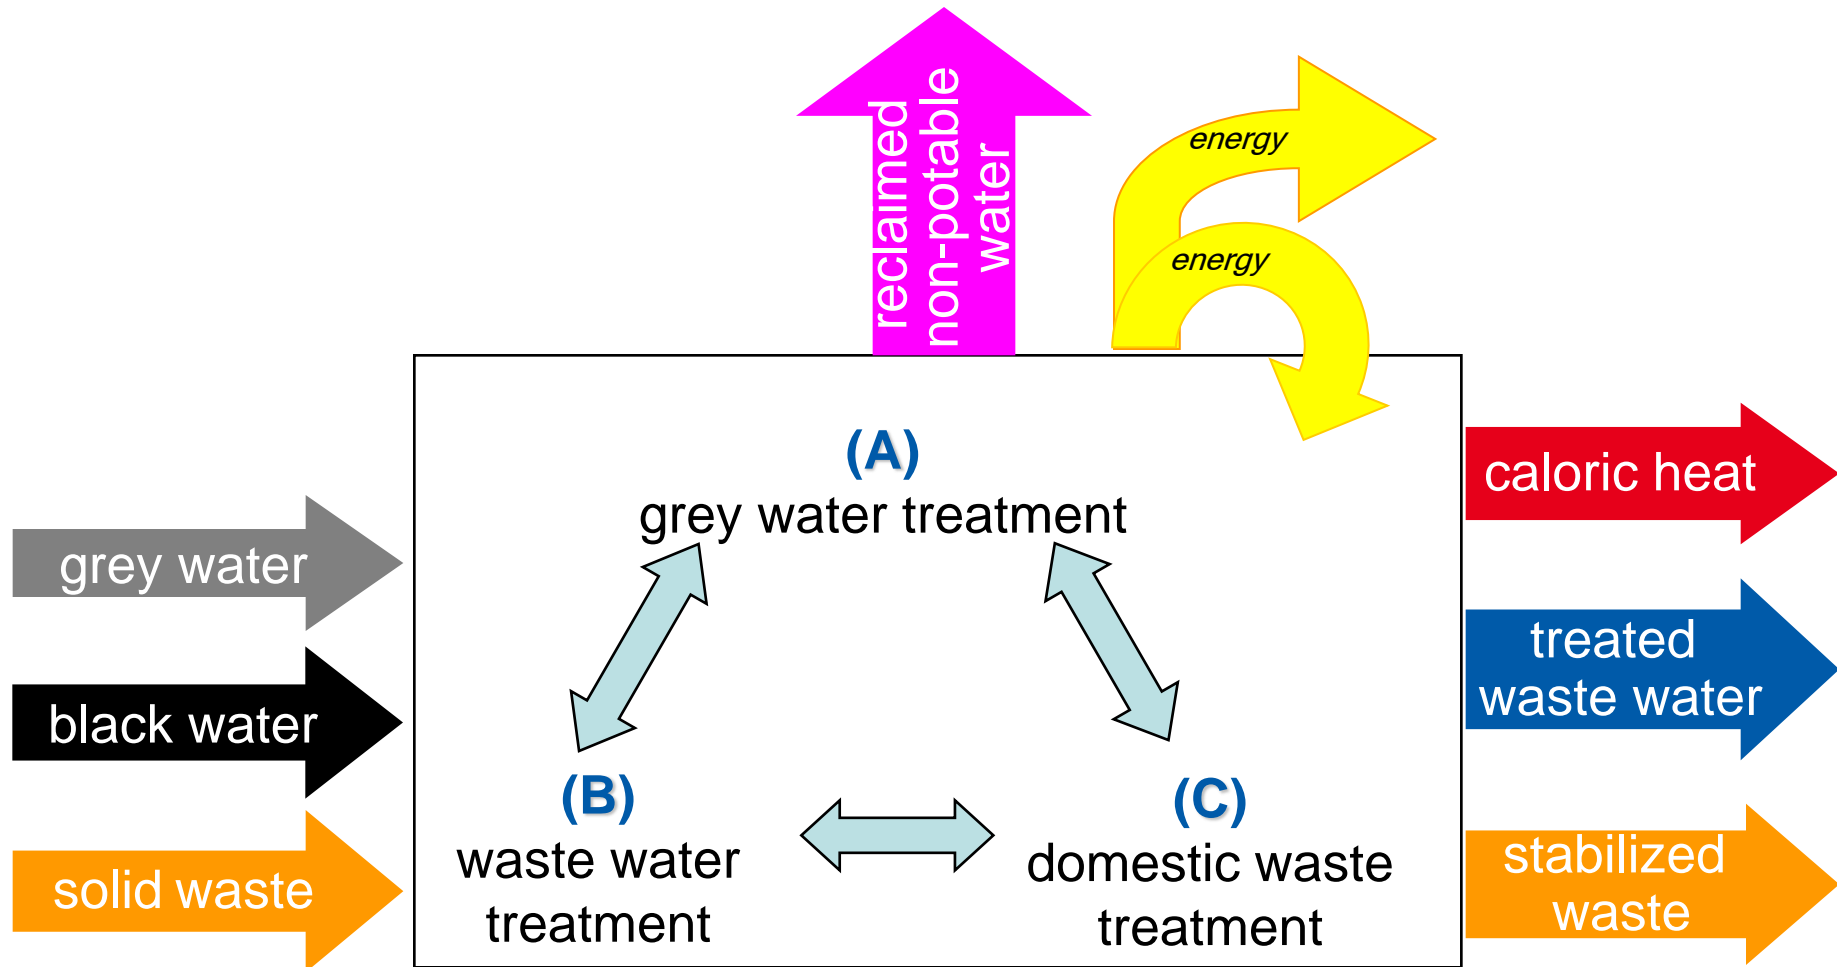 reclaimed
non-potable
water
energy
energy
grey water
black water
solid waste
(A)
grey water treatment
(B)
waste water
treatment
(C)
domestic waste
treatment
caloric heat
treated
waste water
stabilized
waste